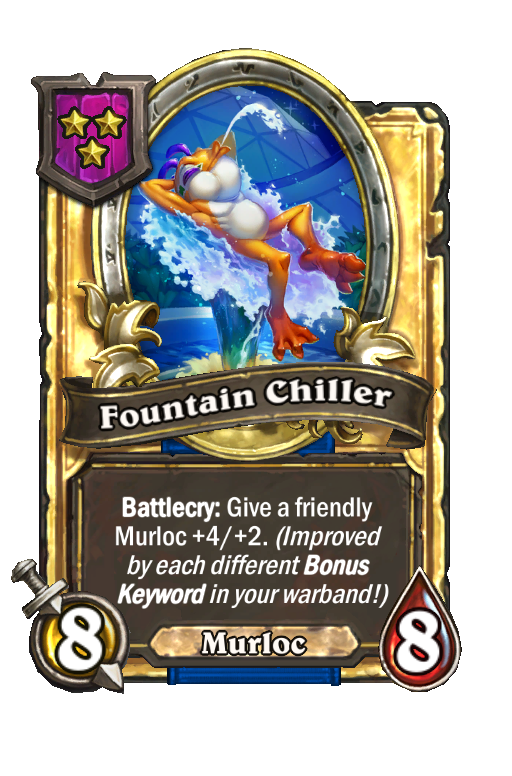 Fountain Chiller
Battlecry: Give a friendly
Murloc +4/+2. (Improved
by each different Bonus
Keyword in your warband!)
8
Murloc
8